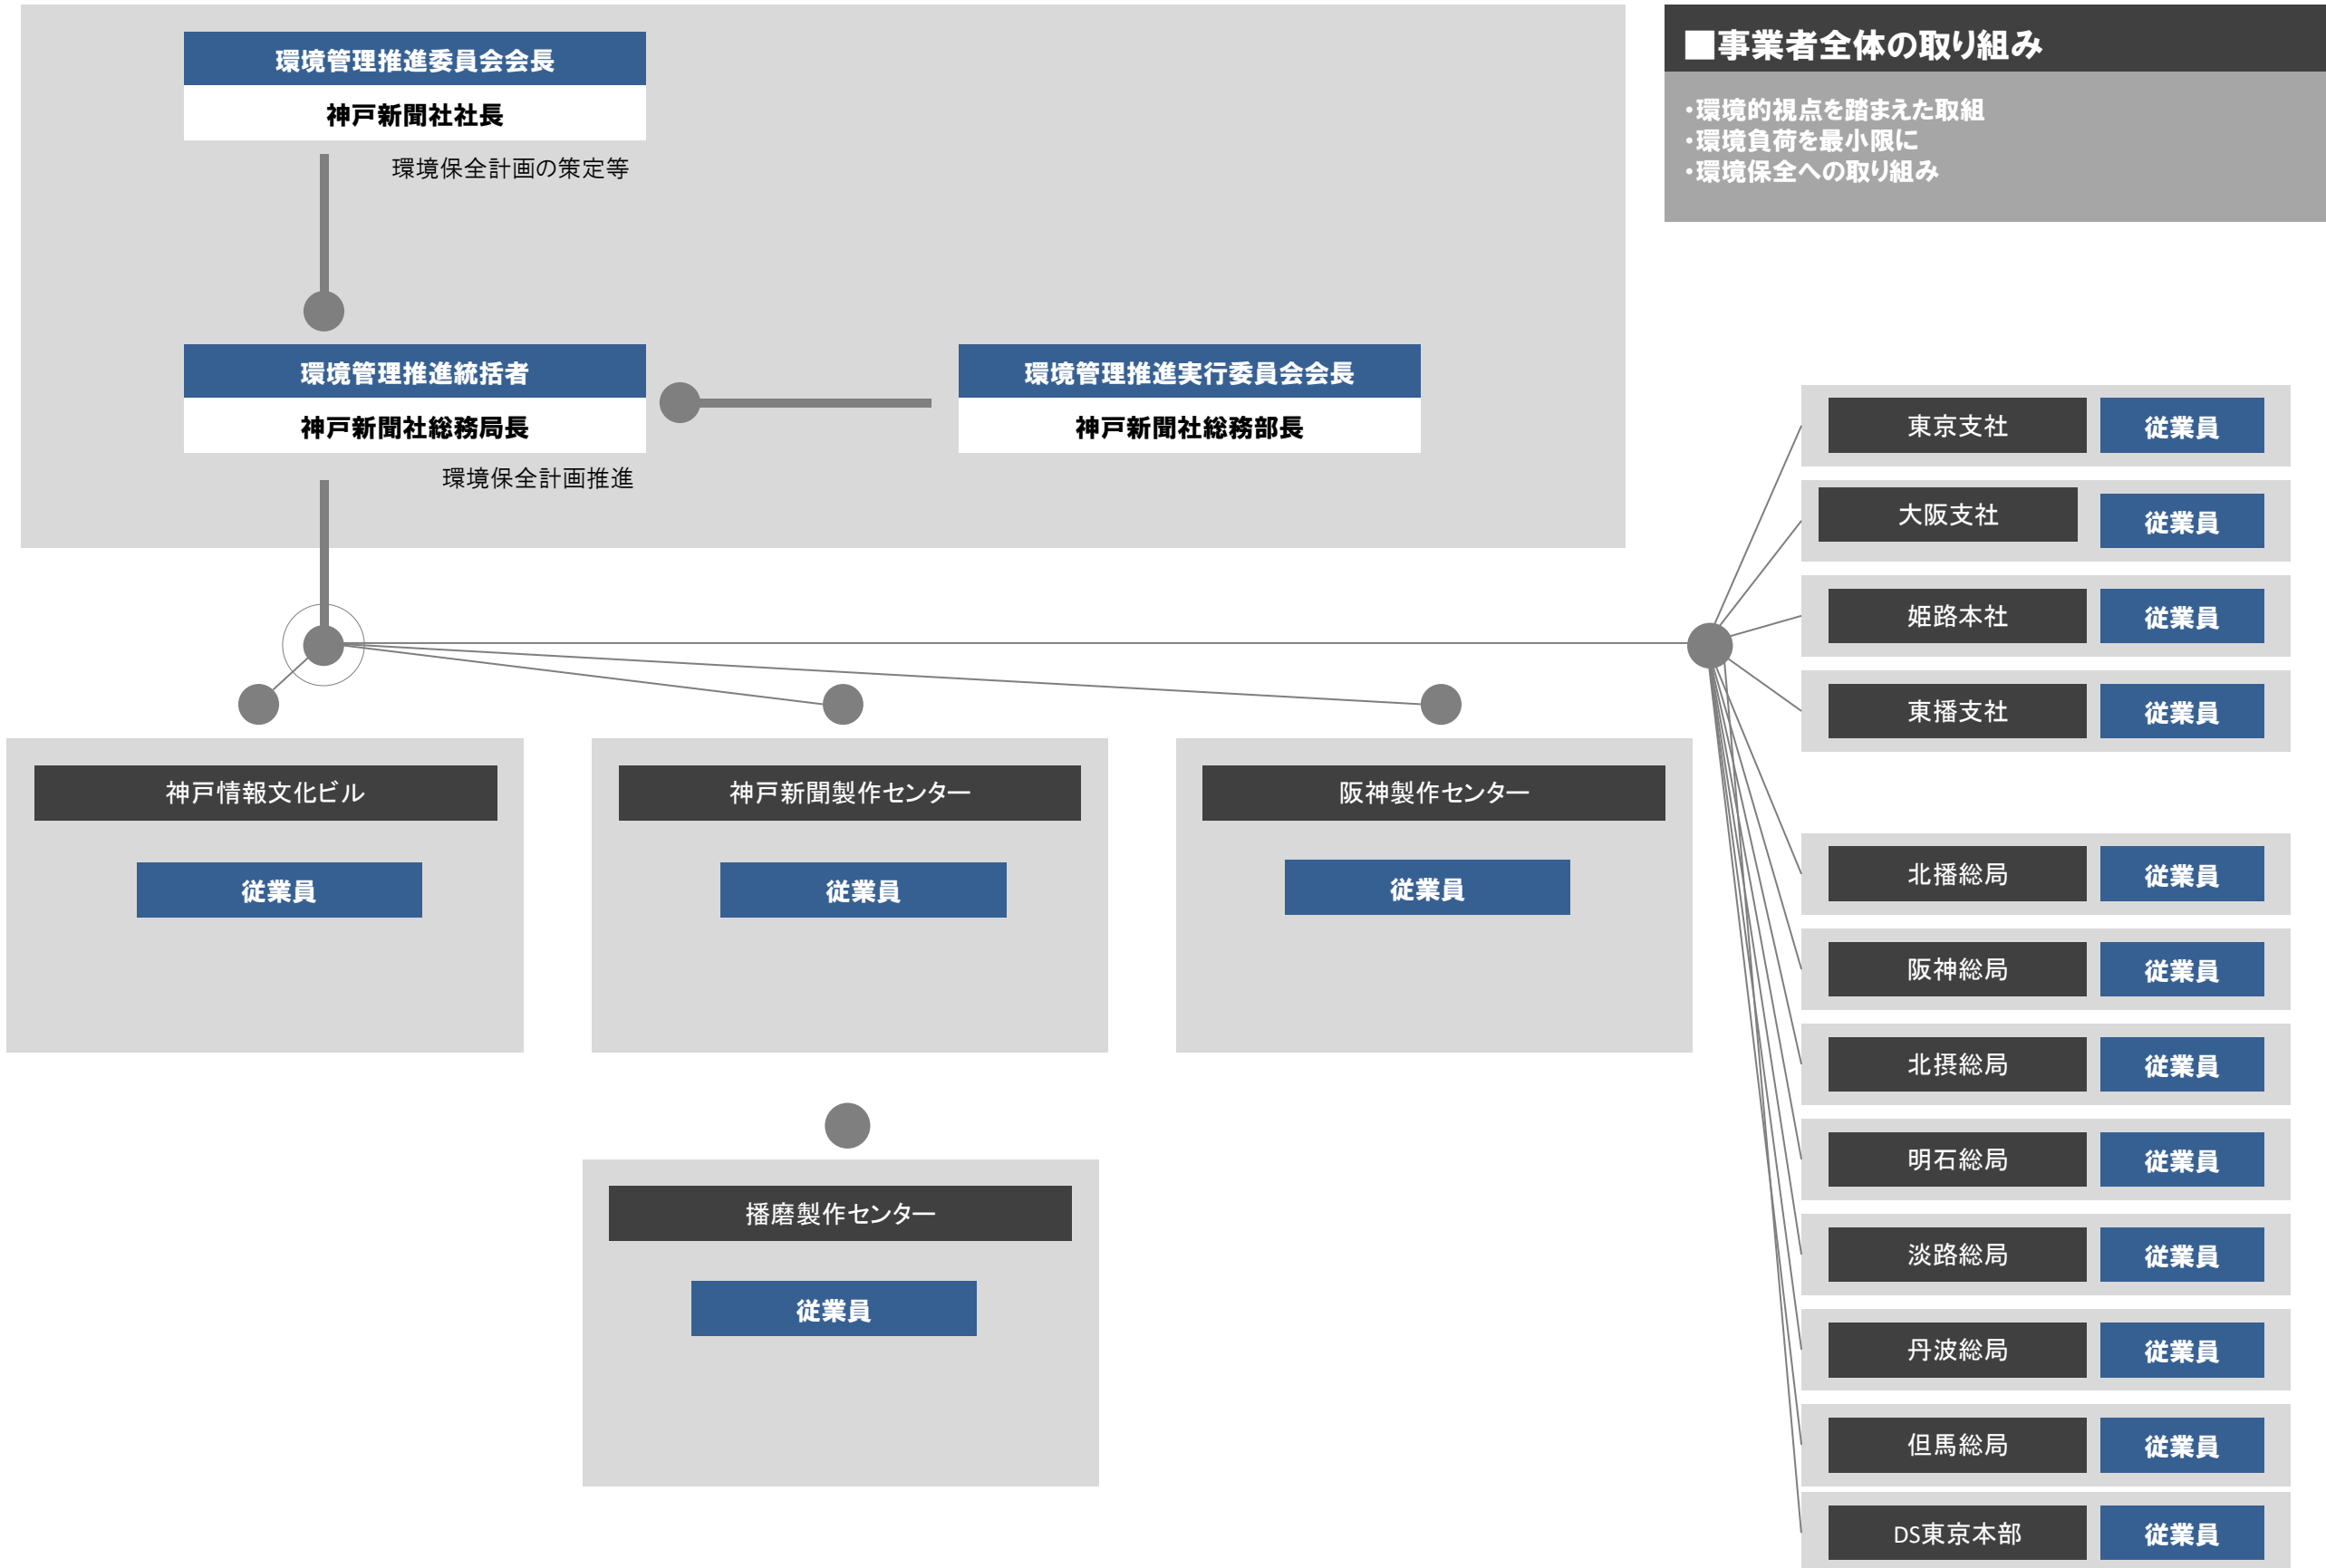 環境管理推進委員会会長
神戸新聞社社長
環境保全計画の策定等
環境管理推進統括者
神戸新聞社総務局長
環境保全計画推進
環境管理推進実行委員会会長
神戸新聞社総務部長
■事業者全体の取り組み
・環境的視点を踏まえた取組
・環境負荷を最小限に
・環境保全への取り組み
神戸情報文化ビル
従業員
神戸新聞製作センター
従業員
阪神製作センター
従業員
播磨製作センター
従業員
東京支社 従業員
大阪支社 従業員
姫路本社 従業員
東播支社 従業員
北播総局 従業員
阪神総局 従業員
北摂総局 従業員
明石総局 従業員
淡路総局 従業員
丹波総局 従業員
但馬総局 従業員
DS東京本部 従業員